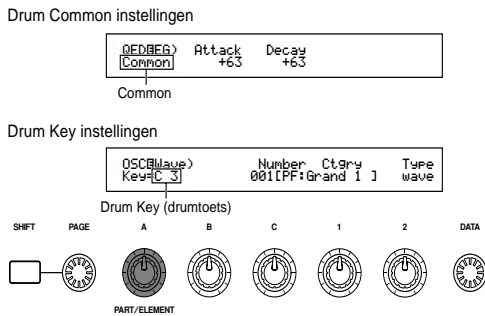 Drum Common instellingen
QED▸EG) Attack Decay
Common +63 +63
Common
Drum Key instellingen
OSC▸Wave) Number Ctgry Type
Key=C 3 001[PF:Grand 1 ] wave
Drum Key (drumtoets)
SHIFT PAGE A B C 1 2 DATA
PART/ELEMENT